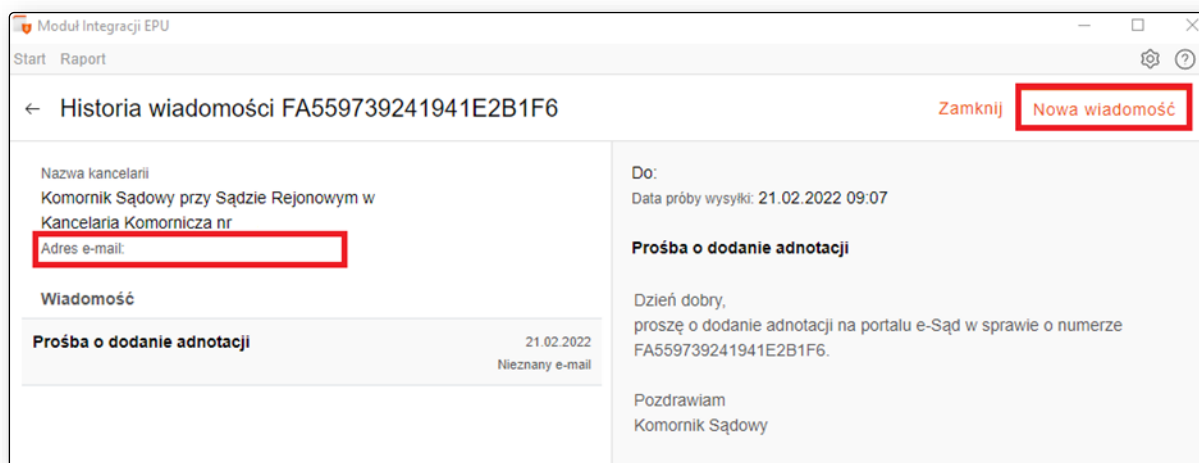 Moduł Integracji EPU
Start Raport
← Historia wiadomości FA559739241941E2B1F6
Zamknij Nowa wiadomość
Nazwa kancelarii
Komornik Sądowy przy Sądzie Rejonowym w
Kancelaria Komornicza nr
Adres e-mail:
Wiadomość
Prośba o dodanie adnotacji 21.02.2022
Nieznany e-mail
Do:
Data próby wysyłki: 21.02.2022 09:07
Prośba o dodanie adnotacji
Dzień dobry,
proszę o dodanie adnotacji na portalu e-Sąd w sprawie o numerze
FA559739241941E2B1F6.
Pozdrawiam
Komornik Sądowy